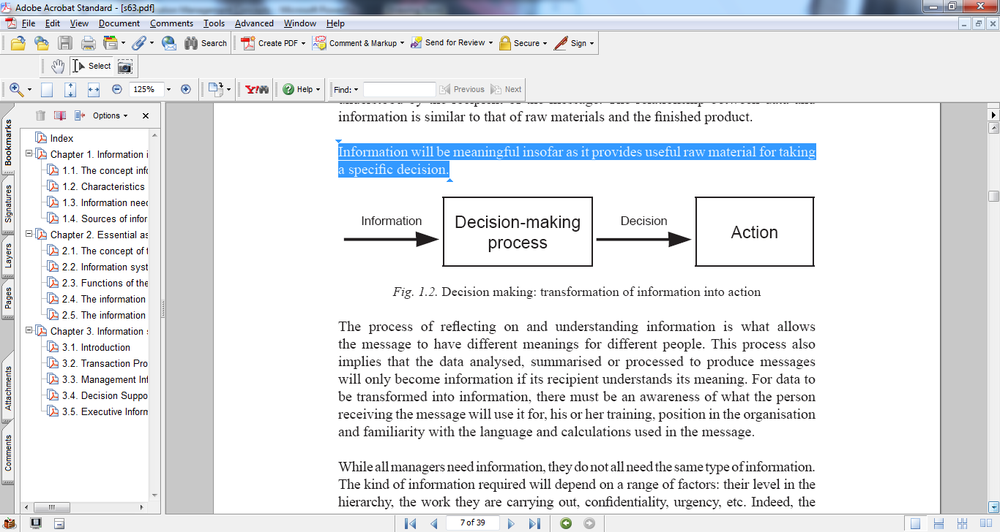 Adobe Acrobat Standard - [s63.pdf]
File Edit View Document Comments Tools Advanced Window Help
Search Create PDF Comment & Markup Send for Review Secure Sign
Select
125% Y! Help Find: Previous Next
Options
Bookmarks
Signatures
Layers
Pages
Attachments
Comments
Index
Chapter 1. Information i
1.1. The concept info
1.2. Characteristics
1.3. Information need
1.4. Sources of infor
Chapter 2. Essential as
2.1. The concept of t
2.2. Information syst
2.3. Functions of the
2.4. The information
2.5. The information
Chapter 3. Information s
3.1. Introduction
3.2. Transaction Pro
3.3. Management Inf
3.4. Decision Suppo
3.5. Executive Inform
understood by the recipient of the message. The relationship between data and
information is similar to that of raw materials and the finished product.
Information will be meaningful insofar as it provides useful raw material for taking
a specific decision.
Information
Decision-making
process
Decision
Action
Fig. 1.2. Decision making: transformation of information into action
The process of reflecting on and understanding information is what allows
the message to have different meanings for different people. This process also
implies that the data analysed, summarised or processed to produce messages
will only become information if its recipient understands its meaning. For data to
be transformed into information, there must be an awareness of what the person
receiving the message will use it for, his or her training, position in the organisation
and familiarity with the language and calculations used in the message.
While all managers need information, they do not all need the same type of information.
The kind of information required will depend on a range of factors: their level in the
hierarchy, the work they are carrying out, confidentiality, urgency, etc. Indeed, the
7 of 39